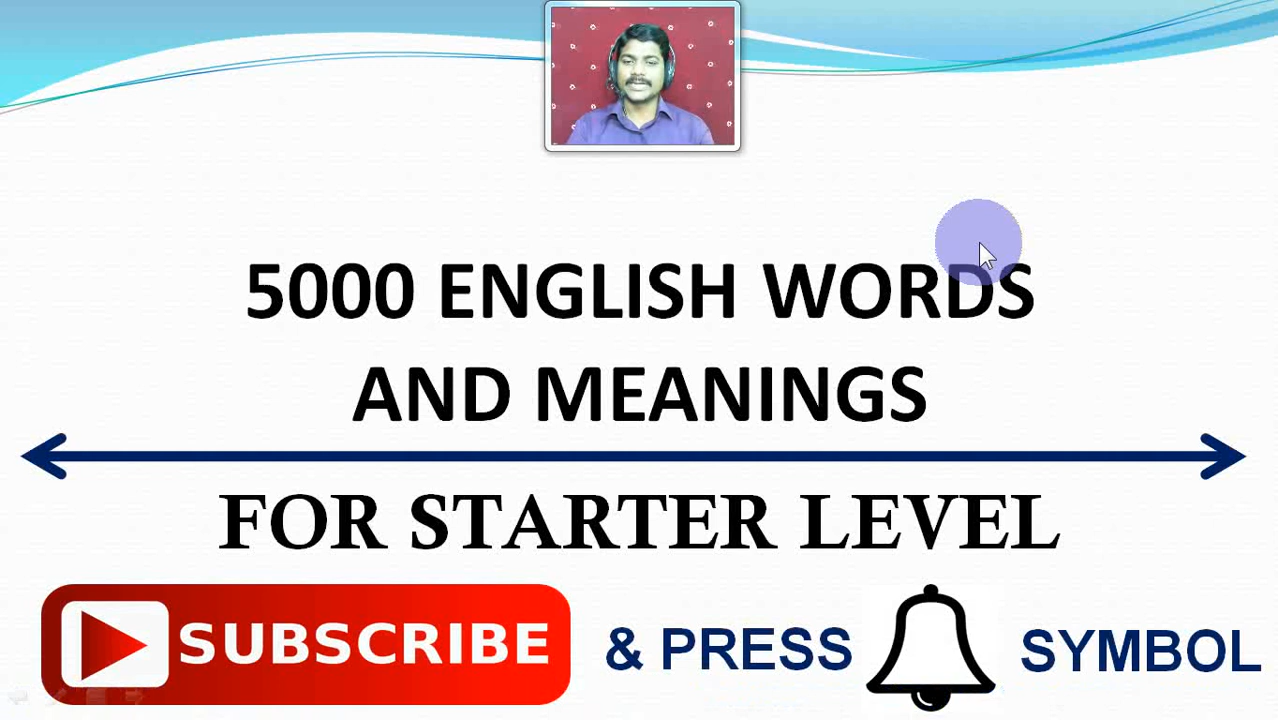 5000 ENGLISH WORDS
AND MEANINGS
FOR STARTER LEVEL
SUBSCRIBE & PRESS SYMBOL